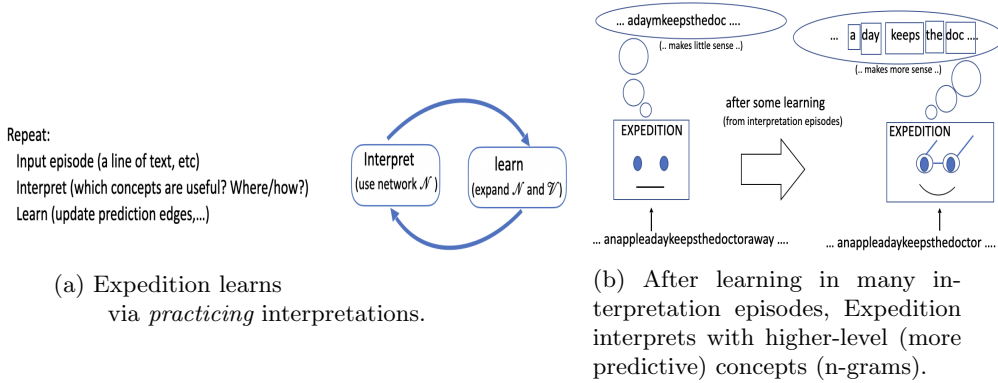 Repeat:
Input episode (a line of text, etc)
Interpret (which concepts are useful? Where/how?)
Learn (update prediction edges,...)
Interpret
(use network 𝒩 )
learn
(expand 𝒩 and 𝒱)
(a) Expedition learns
via practicing interpretations.
... adaymkeepsthedoc ....
(.. makes little sense ..)
EXPEDITION
... anappleadaykeepsthedoctoraway ....
after some learning
(from interpretation episodes)
... a day keeps the doc ....
(.. makes more sense ..)
EXPEDITION
... anappleadaykeepsthedoctor ....
(b) After learning in many in-
terpretation episodes, Expedition
interprets with higher-level (more
predictive) concepts (n-grams).